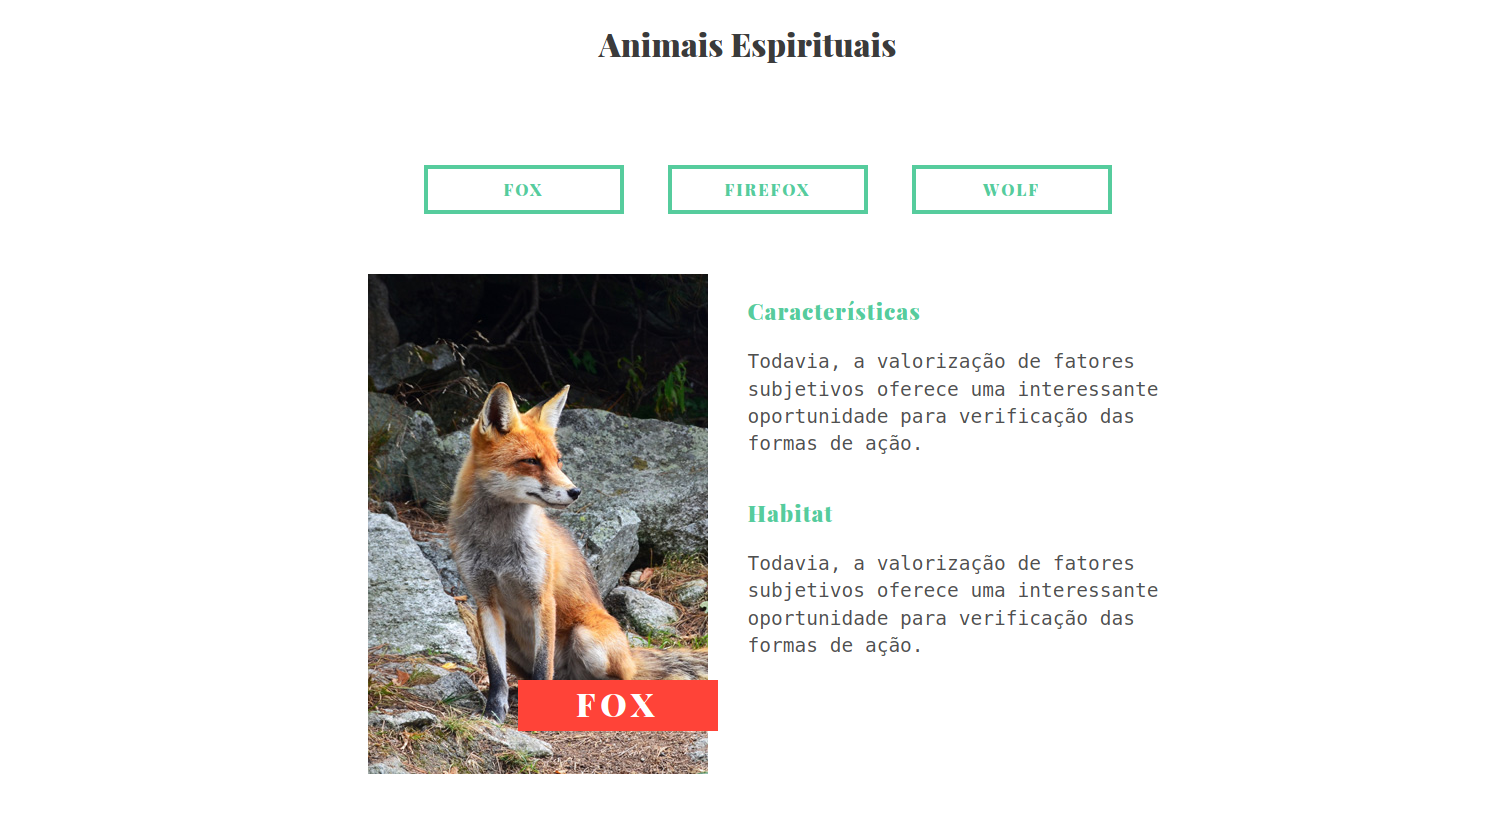 Animais Espirituais
FOX
FIREFOX
WOLF
Características
Todavia, a valorização de fatores
subjetivos oferece uma interessante
oportunidade para verificação das
formas de ação.
Habitat
Todavia, a valorização de fatores
subjetivos oferece uma interessante
oportunidade para verificação das
formas de ação.
FOX